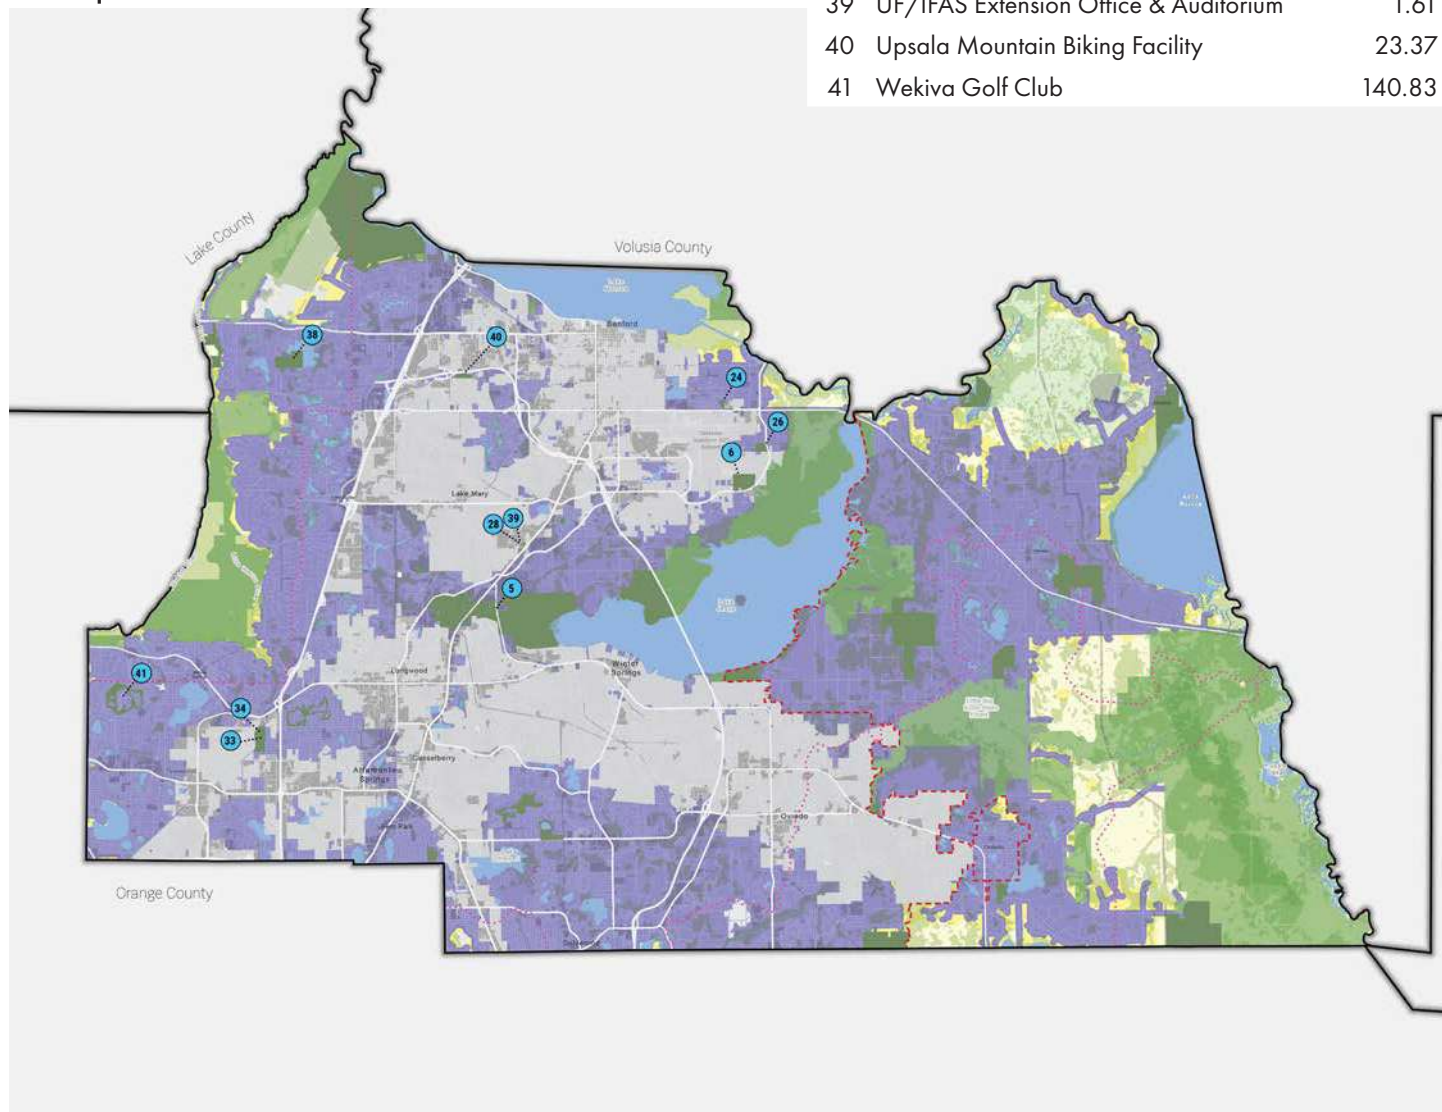 39 UF/IFAS Extension Office & Auditorium 1.61
40 Upsala Mountain Biking Facility 23.37
41 Wekiva Golf Club 140.83
Lake County
Volusia County
Sanford
38
40
24
26
6
Lake Mary
39
28
5
Winter
Springs
Longwood
41
34
33
Casselberry
Altamonte
Springs
Oviedo
Orange County